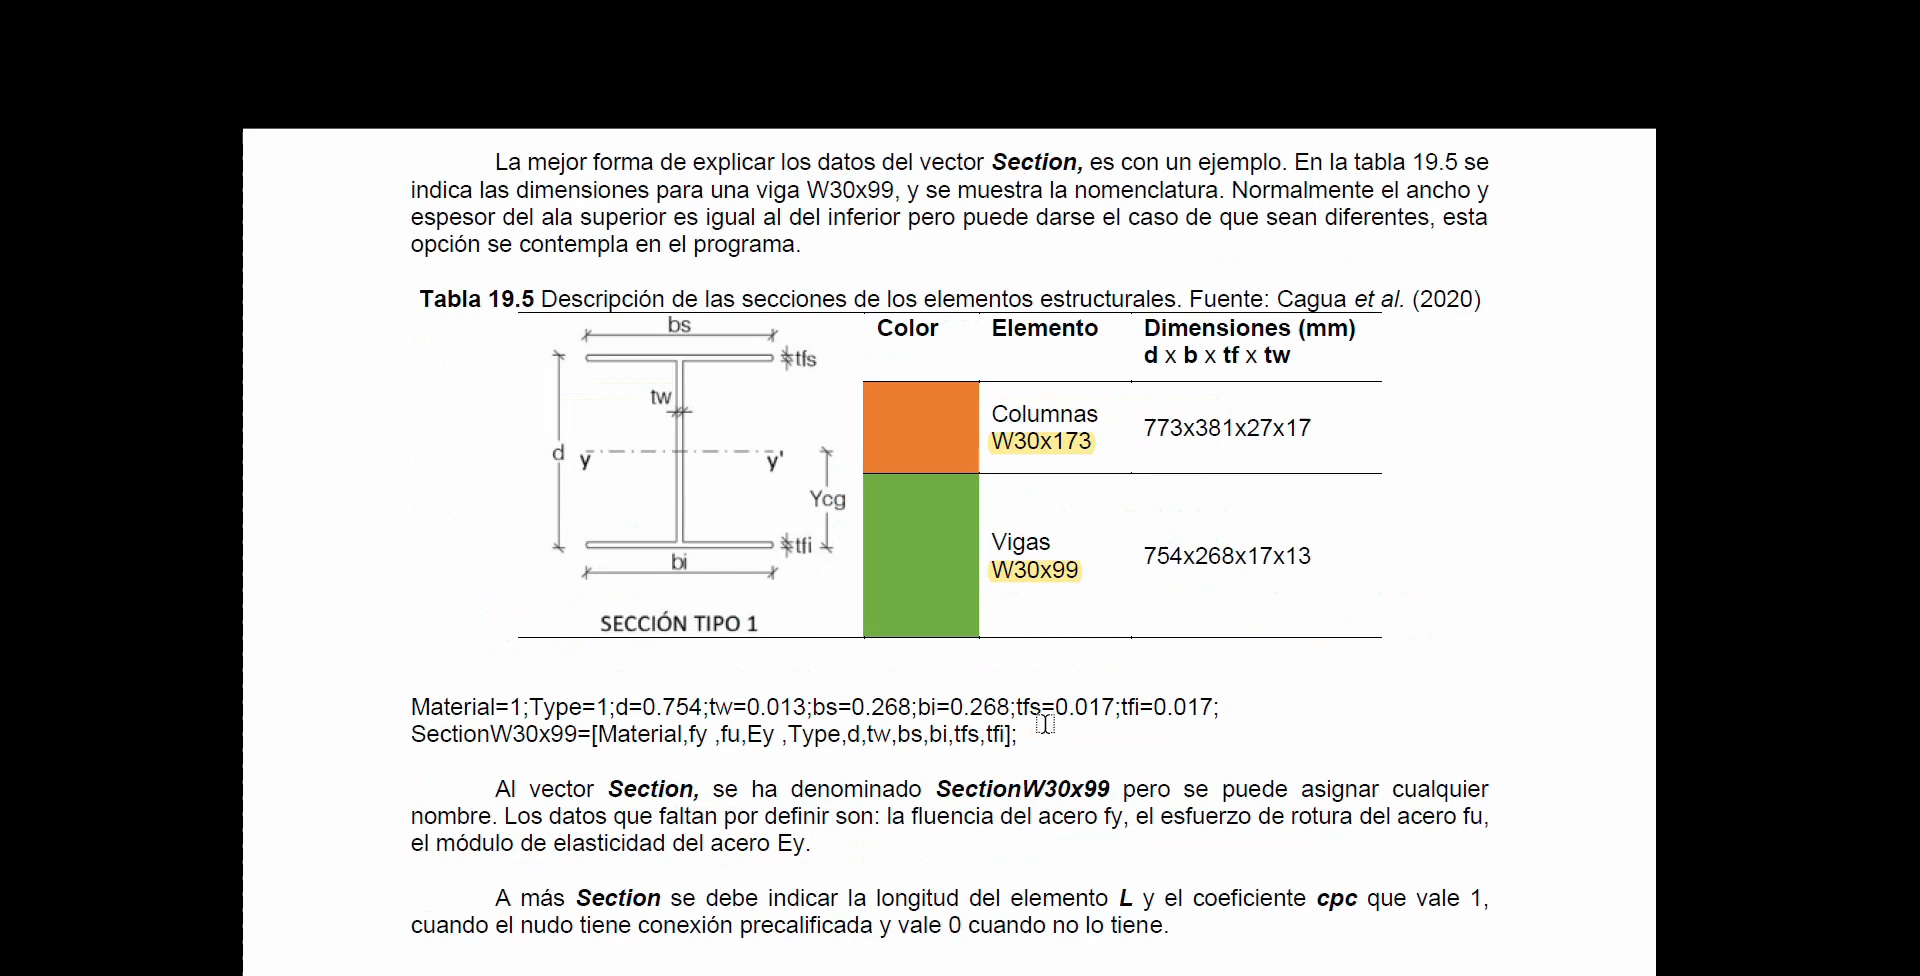 La mejor forma de explicar los datos del vector Section, es con un ejemplo. En la tabla 19.5 se
indica las dimensiones para una viga W30x99, y se muestra la nomenclatura. Normalmente el ancho y
espesor del ala superior es igual al del inferior pero puede darse el caso de que sean diferentes, esta
opción se contempla en el programa.
Tabla 19.5 Descripción de las secciones de los elementos estructurales. Fuente: Cagua et al. (2020)
bs
tfs
tw
d
y
y'
Ycg
tfi
bi
SECCIÓN TIPO 1
Color Elemento Dimensiones (mm)
d x b x tf x tw
Columnas
W30x173
773x381x27x17
Vigas
W30x99
754x268x17x13
Material=1;Type=1;d=0.754;tw=0.013;bs=0.268;bi=0.268;tfs=0.017;tfi=0.017;
SectionW30x99=[Material,fy ,fu,Ey ,Type,d,tw,bs,bi,tfs,tfi];
Al vector Section, se ha denominado SectionW30x99 pero se puede asignar cualquier
nombre. Los datos que faltan por definir son: la fluencia del acero fy, el esfuerzo de rotura del acero fu,
el módulo de elasticidad del acero Ey.
A más Section se debe indicar la longitud del elemento L y el coeficiente cpc que vale 1,
cuando el nudo tiene conexión precalificada y vale 0 cuando no lo tiene.